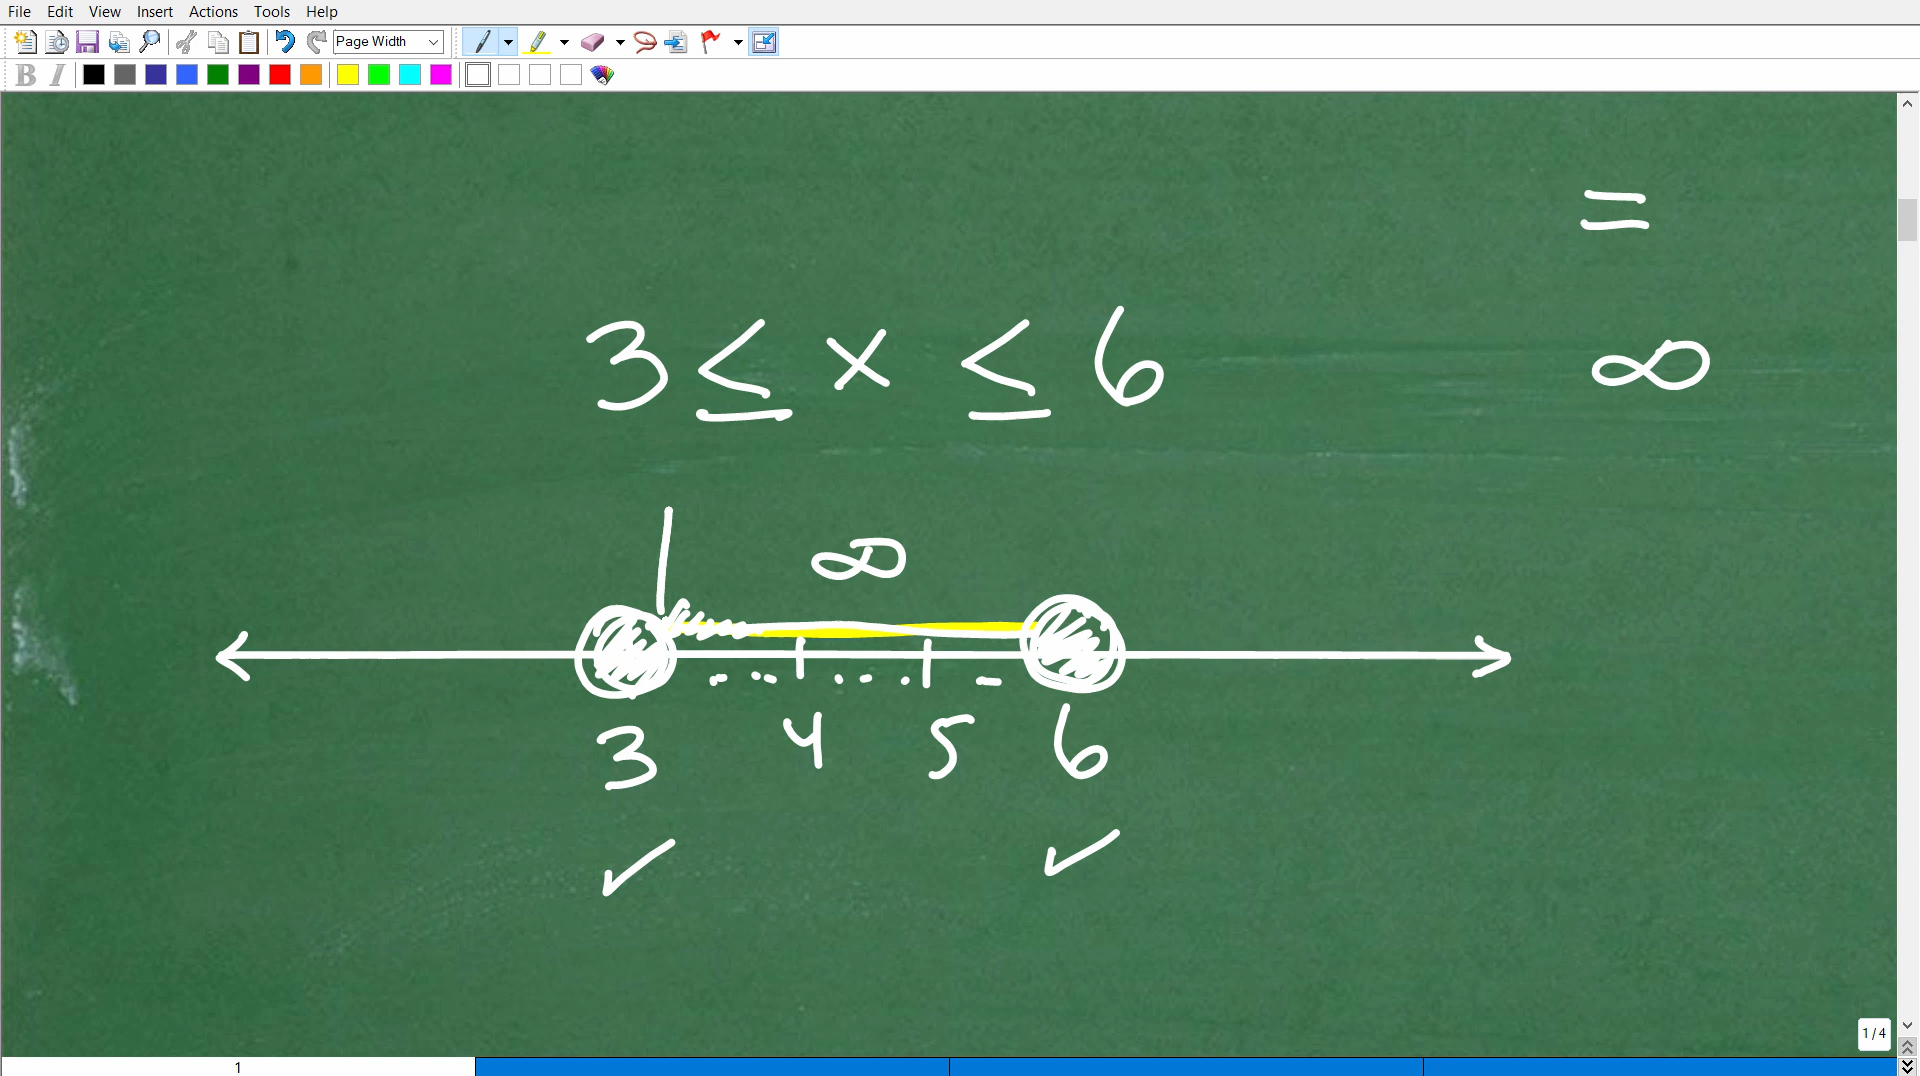 File Edit View Insert Actions Tools Help
Page Width
B I
=
3 ≤ x ≤ 6
∞
∞
3 4 5 6
✓ ✓
1 / 4
1